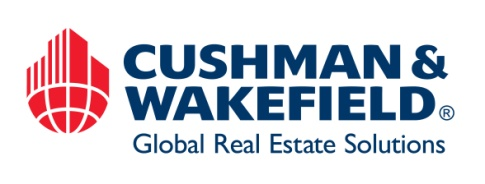 CUSHMAN &
WAKEFIELD®
Global Real Estate Solutions